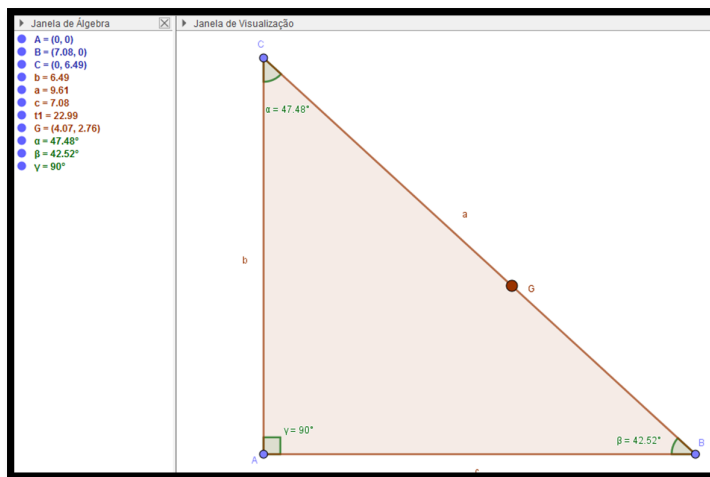 Janela de Álgebra
Janela de Visualização
A = (0, 0)
B = (7.08, 0)
C = (0, 6.49)
b = 6.49
a = 9.61
c = 7.08
t1 = 22.99
G = (4.07, 2.76)
α = 47.48°
β = 42.52°
γ = 90°
C
α = 47.48°
a
b
G
γ = 90°
β = 42.52°
B
A